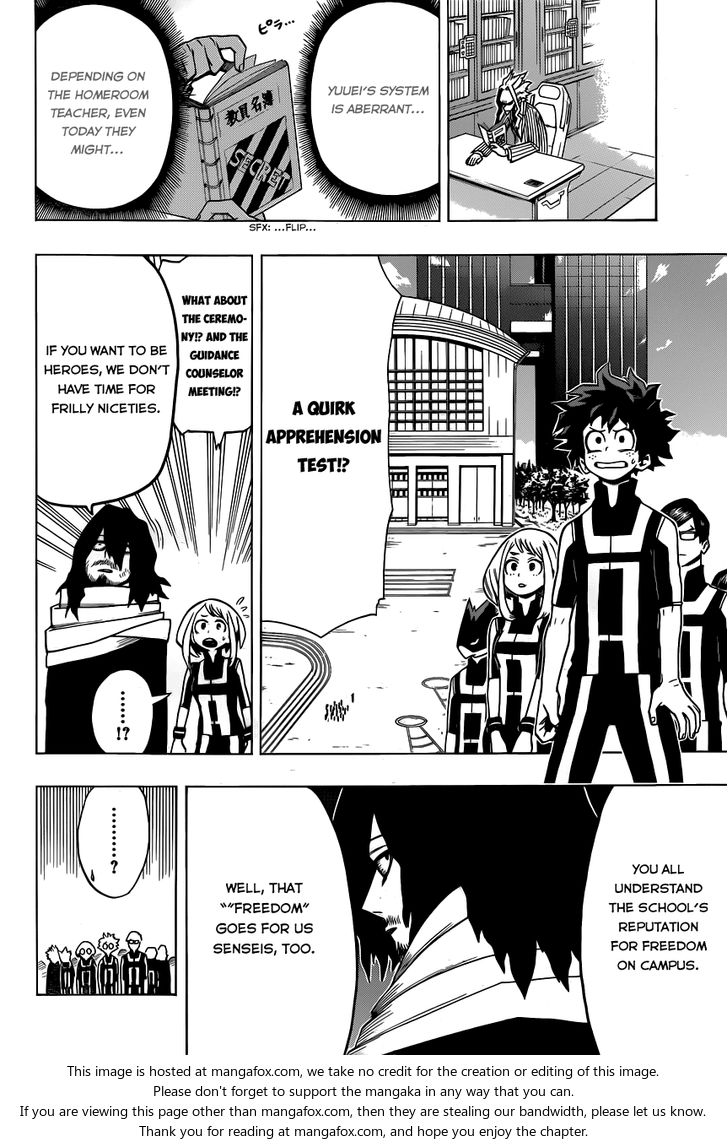 YUUEI'S SYSTEM
IS ABERRANT...
ピラ...
教員名簿
SECRET
DEPENDING ON
THE HOMEROOM
TEACHER, EVEN
TODAY THEY
MIGHT...
SFX: ...FLIP...
A QUIRK
APPREHENSION
TEST!?
WHAT ABOUT
THE CEREMO-
NY!? AND THE
GUIDANCE
COUNSELOR
MEETING!?
IF YOU WANT TO BE
HEROES, WE DON'T
HAVE TIME FOR
FRILLY NICETIES.
......!?
YOU ALL
UNDERSTAND
THE SCHOOL'S
REPUTATION
FOR FREEDOM
ON CAMPUS.
WELL, THAT
""FREEDOM"
GOES FOR US
SENSEIS, TOO.
......?
This image is hosted at mangafox.com, we take no credit for the creation or editing of this image.
Please don't forget to support the mangaka in any way that you can.
If you are viewing this page other than mangafox.com, then they are stealing our bandwidth, please let us know.
Thank you for reading at mangafox.com, and hope you enjoy the chapter.